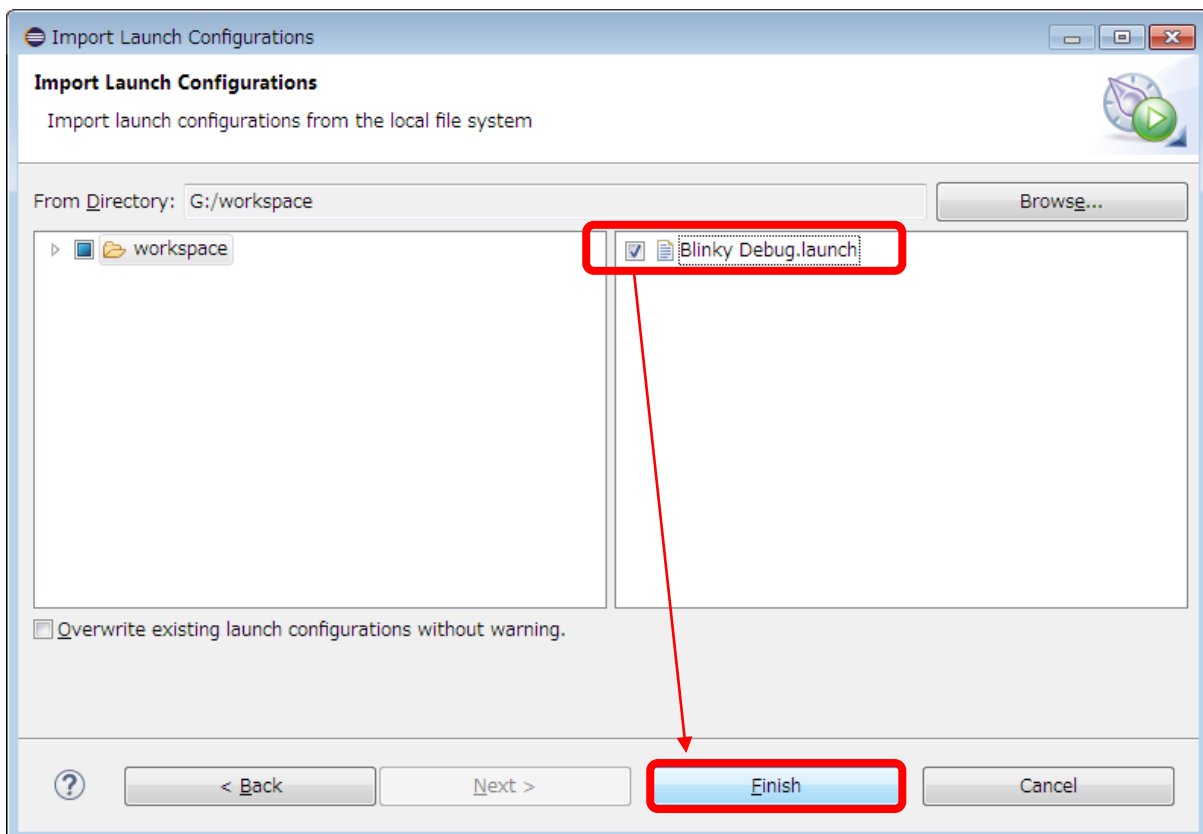 Import Launch Configurations
Import Launch Configurations
Import launch configurations from the local file system
From Directory: G:/workspace Browse...
workspace
Blinky Debug.launch
Overwrite existing launch configurations without warning.
? < Back Next > Finish Cancel